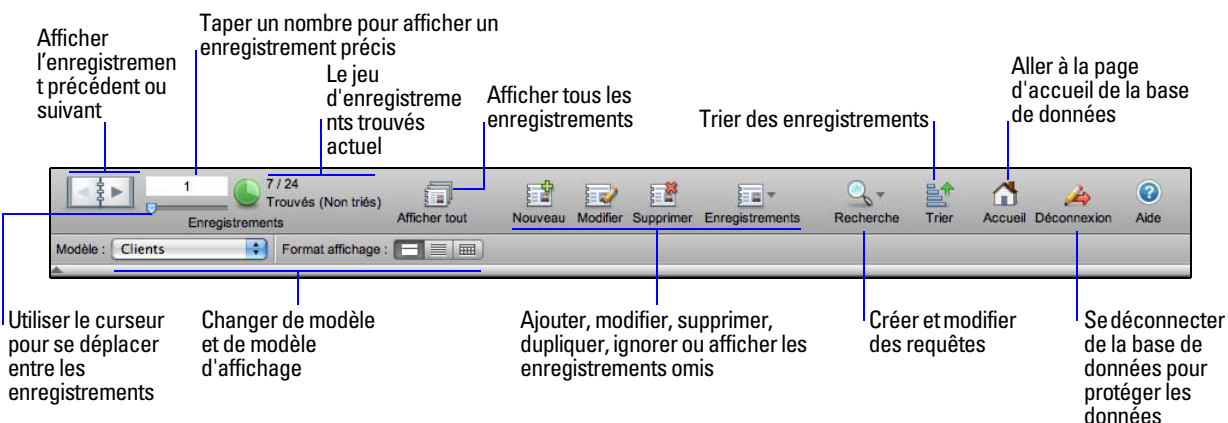 Afficher
l'enregistremen
t précédent ou
suivant
Taper un nombre pour afficher un
enregistrement précis
Le jeu
d'enregistreme
nts trouvés
actuel
Afficher tous les
enregistrements
Trier des enregistrements
Aller à la page
d'accueil de la base
de données
1
7 / 24
Trouvés (Non triés)
Enregistrements
Afficher tout
Nouveau
Modifier
Supprimer
Enregistrements
Recherche
Trier
Accueil
Déconnexion
Aide
Modèle :
Clients
Format affichage :
Utiliser le curseur
pour se déplacer
entre les
enregistrements
Changer de modèle
et de modèle
d'affichage
Ajouter, modifier, supprimer,
dupliquer, ignorer ou afficher les
enregistrements omis
Créer et modifier
des requêtes
Se déconnecter
de la base de
données pour
protéger les
données